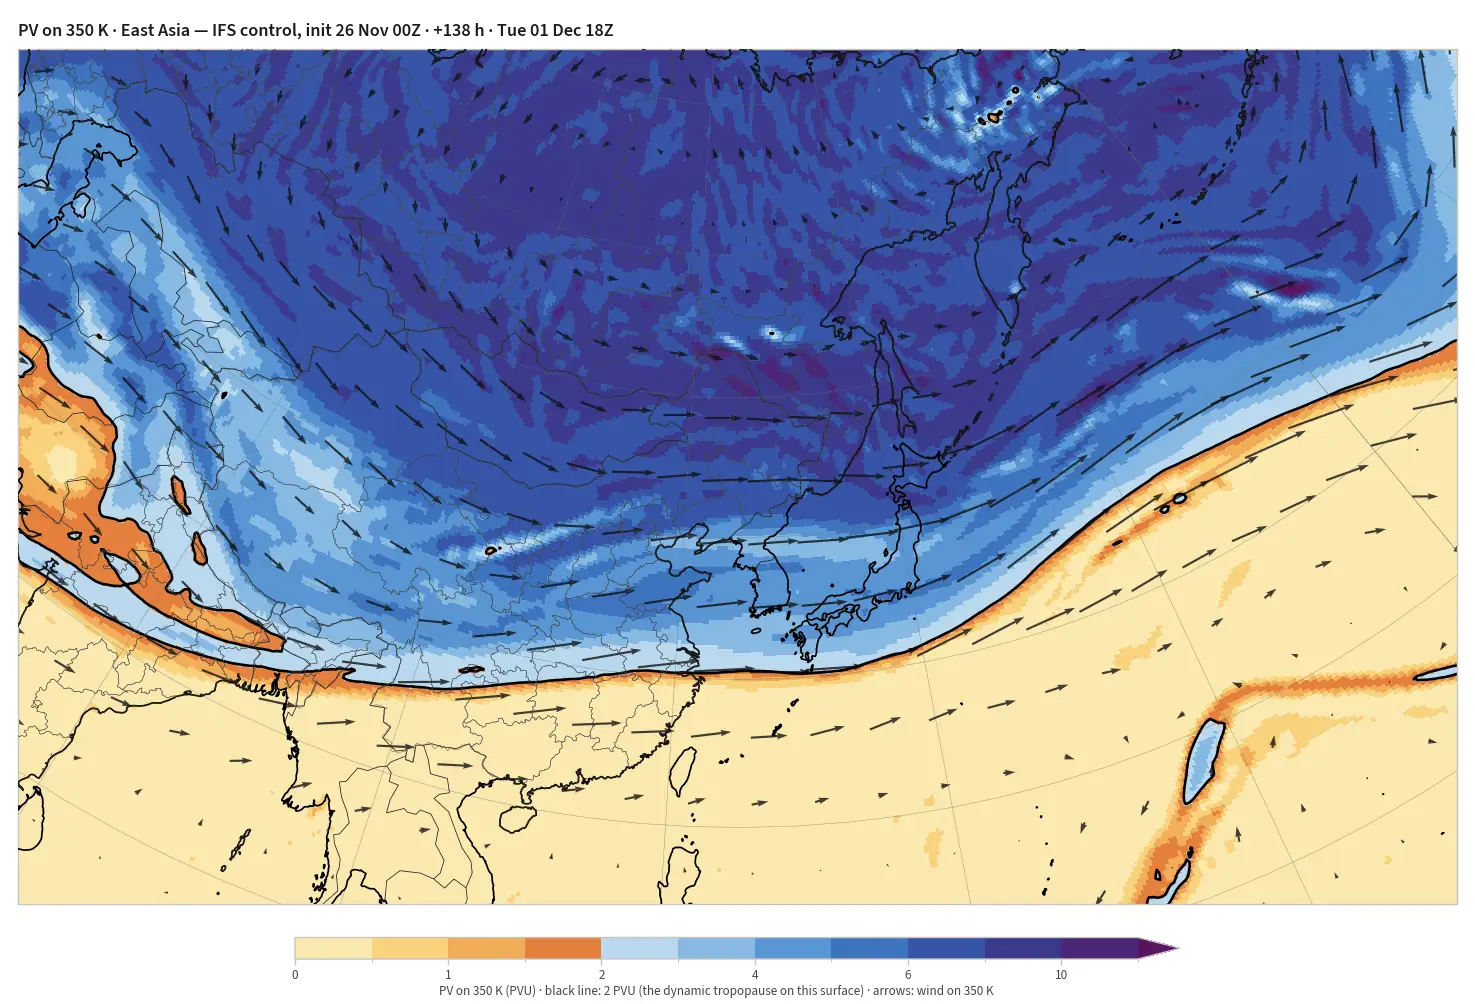 PV on 350 K · East Asia — IFS control, init 26 Nov 00Z · +138 h · Tue 01 Dec 18Z
0 1 2 4 6 10
PV on 350 K (PVU) · black line: 2 PVU (the dynamic tropopause on this surface) · arrows: wind on 350 K